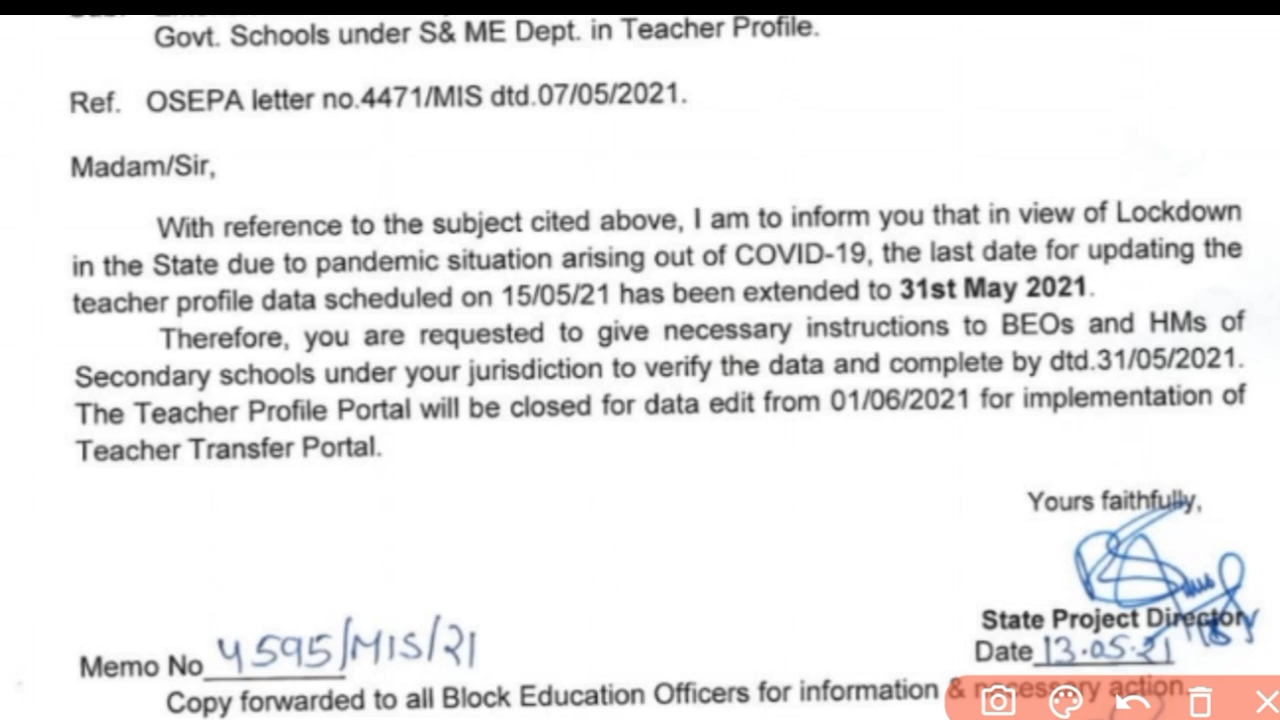 Govt. Schools under S& ME Dept. in Teacher Profile.
Ref. OSEPA letter no.4471/MIS dtd.07/05/2021.
Madam/Sir,
With reference to the subject cited above, I am to inform you that in view of Lockdown
in the State due to pandemic situation arising out of COVID-19, the last date for updating the
teacher profile data scheduled on 15/05/21 has been extended to 31st May 2021.
Therefore, you are requested to give necessary instructions to BEOs and HMs of
Secondary schools under your jurisdiction to verify the data and complete by dtd.31/05/2021.
The Teacher Profile Portal will be closed for data edit from 01/06/2021 for implementation of
Teacher Transfer Portal.
Yours faithfully,
State Project Director
Memo No 4595/MIS/21
Date 13.05.21
Copy forwarded to all Block Education Officers for information & necessary action.